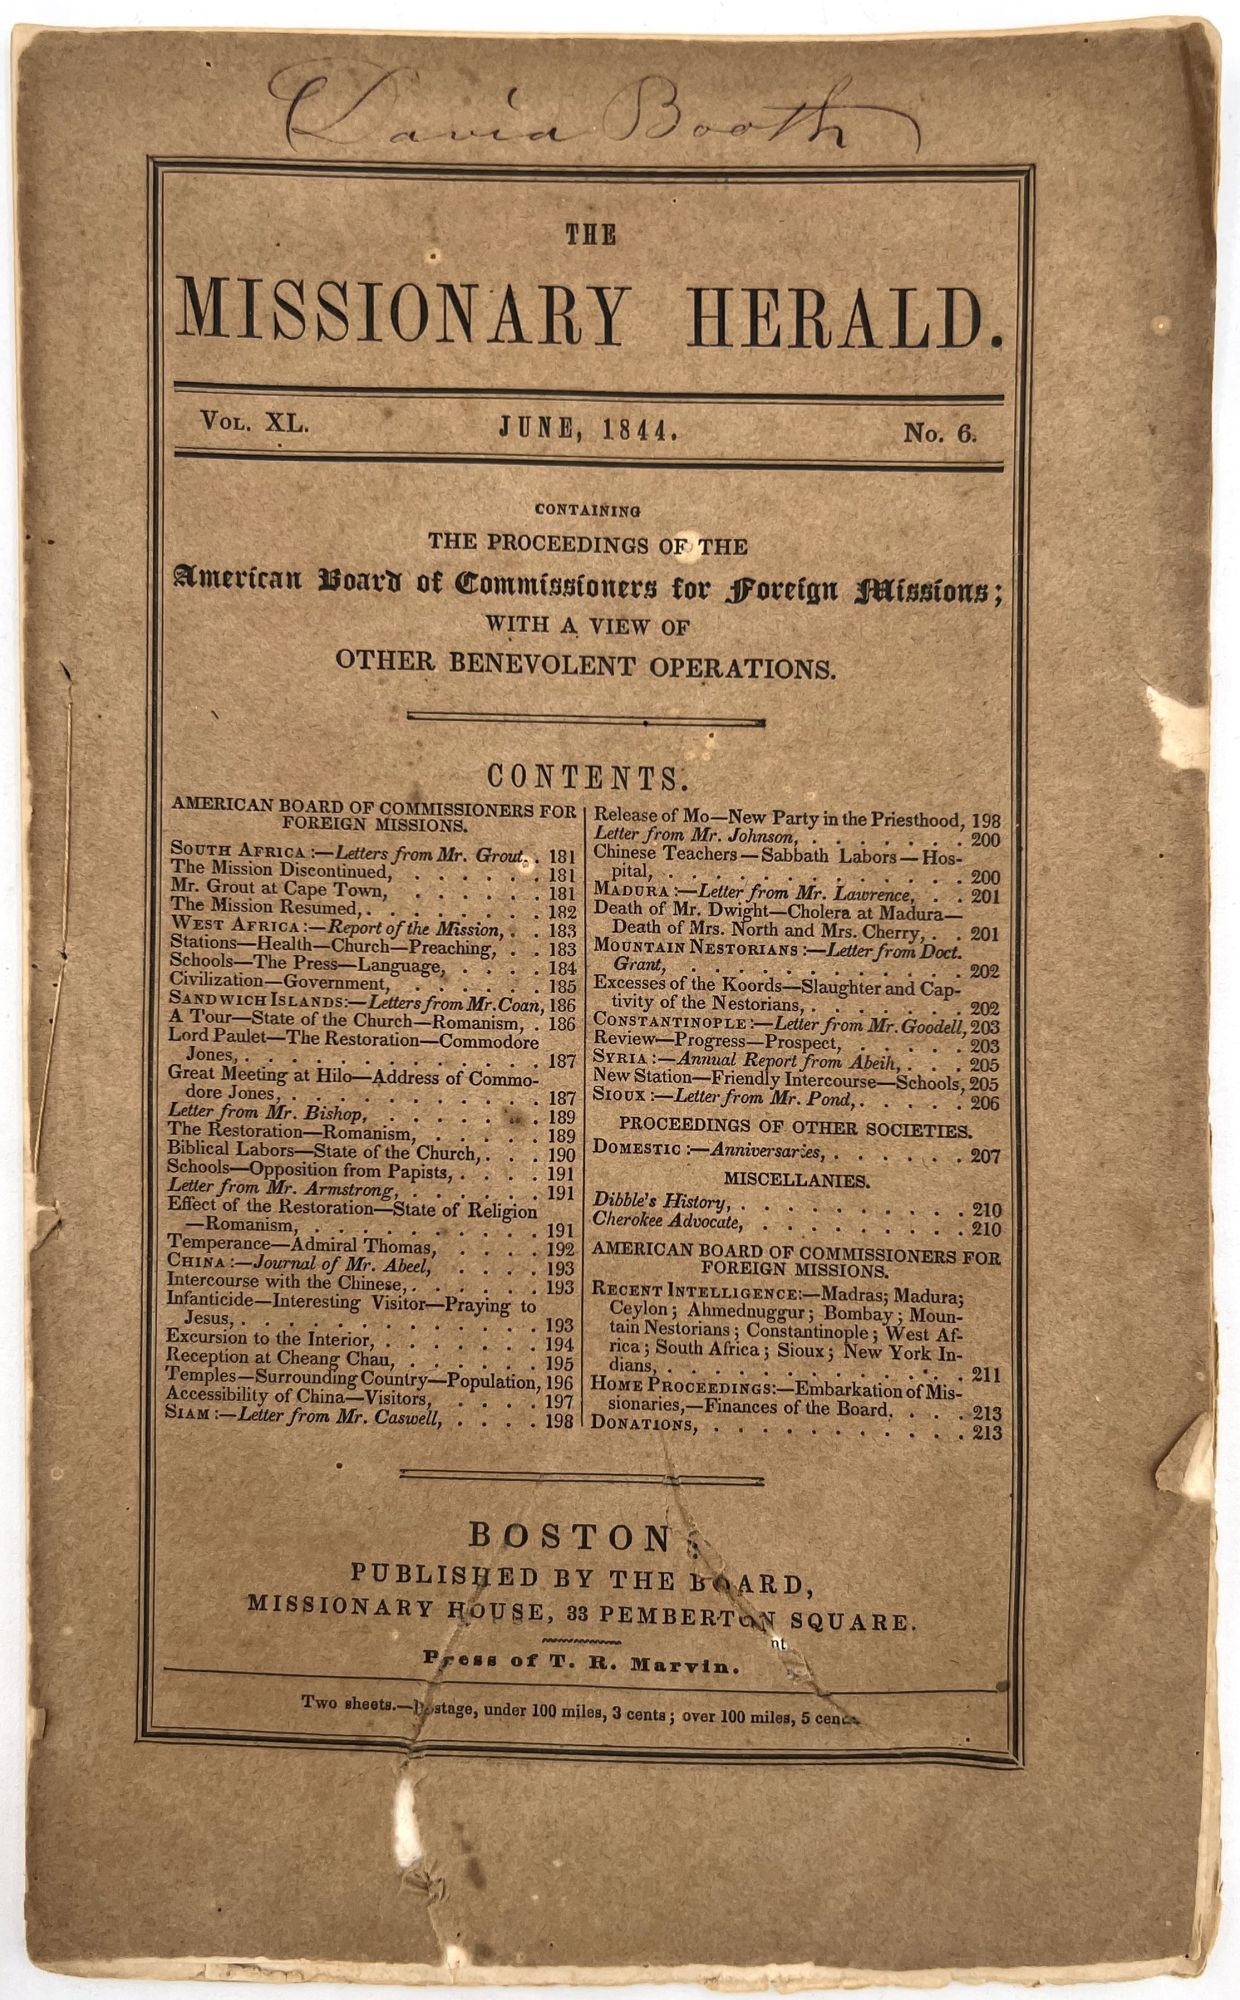 David Booth
THE
MISSIONARY HERALD.
VOL. XL. JUNE, 1844. No. 6.
CONTAINING
THE PROCEEDINGS OF THE
American Board of Commissioners for Foreign Missions;
WITH A VIEW OF
OTHER BENEVOLENT OPERATIONS.
CONTENTS.
AMERICAN BOARD OF COMMISSIONERS FOR
FOREIGN MISSIONS.
SOUTH AFRICA:—Letters from Mr. Grout, . 181
The Mission Discontinued, . . . . . . 181
Mr. Grout at Cape Town, . . . . . . 181
The Mission Resumed, . . . . . . . . 182
WEST AFRICA:—Report of the Mission, . . 183
Stations—Health—Church—Preaching, . . 183
Schools—The Press—Language, . . . . 184
Civilization—Government, . . . . . . 185
SANDWICH ISLANDS:—Letters from Mr. Coan, 186
A Tour—State of the Church—Romanism, . 186
Lord Paulet—The Restoration—Commodore
Jones, . . . . . . . . . . . . . 187
Great Meeting at Hilo—Address of Commo-
dore Jones, . . . . . . . . . . . 187
Letter from Mr. Bishop, . . . . . . . 189
The Restoration—Romanism, . . . . . 189
Biblical Labors—State of the Church, . . . 190
Schools—Opposition from Papists, . . . . 191
Letter from Mr. Armstrong, . . . . . . 191
Effect of the Restoration—State of Religion
—Romanism, . . . . . . . . . . 191
Temperance—Admiral Thomas, . . . . 192
CHINA:—Journal of Mr. Abeel, . . . . 193
Intercourse with the Chinese, . . . . . . 193
Infanticide—Interesting Visitor—Praying to
Jesus, . . . . . . . . . . . . . 193
Excursion to the Interior, . . . . . . . 194
Reception at Cheang Chau, . . . . . . 195
Temples—Surrounding Country—Population, 196
Accessibility of China—Visitors, . . . . 197
SIAM:—Letter from Mr. Caswell, . . . . 198
Release of Mo—New Party in the Priesthood, 198
Letter from Mr. Johnson, . . . . . . . 200
Chinese Teachers—Sabbath Labors—Hos-
pital, . . . . . . . . . . . . . 200
MADURA:—Letter from Mr. Lawrence, . . 201
Death of Mr. Dwight—Cholera at Madura—
Death of Mrs. North and Mrs. Cherry, . . 201
MOUNTAIN NESTORIANS:—Letter from Doct.
Grant, . . . . . . . . . . . . . 202
Excesses of the Koords—Slaughter and Cap-
tivity of the Nestorians, . . . . . . . 202
CONSTANTINOPLE:—Letter from Mr. Goodell, 203
Review—Progress—Prospect, . . . . . 203
SYRIA:—Annual Report from Abeih, . . . 205
New Station—Friendly Intercourse—Schools, 205
SIOUX:—Letter from Mr. Pond, . . . . . 206
PROCEEDINGS OF OTHER SOCIETIES.
DOMESTIC:—Anniversaries, . . . . . . 207
MISCELLANIES.
Dibble's History, . . . . . . . . . . 210
Cherokee Advocate, . . . . . . . . . 210
AMERICAN BOARD OF COMMISSIONERS FOR
FOREIGN MISSIONS.
RECENT INTELLIGENCE:—Madras; Madura;
Ceylon; Ahmednuggur; Bombay; Moun-
tain Nestorians; Constantinople; West Af-
rica; South Africa; Sioux; New York In-
dians, . . . . . . . . . . . . . 211
HOME PROCEEDINGS:—Embarkation of Mis-
sionaries,—Finances of the Board, . . . 213
DONATIONS, . . . . . . . . . . . 213
BOSTON:
PUBLISHED BY THE BOARD,
MISSIONARY HOUSE, 33 PEMBERTON SQUARE.
nt
Press of T. R. Marvin.
Two sheets.—Postage, under 100 miles, 3 cents; over 100 miles, 5 cents.